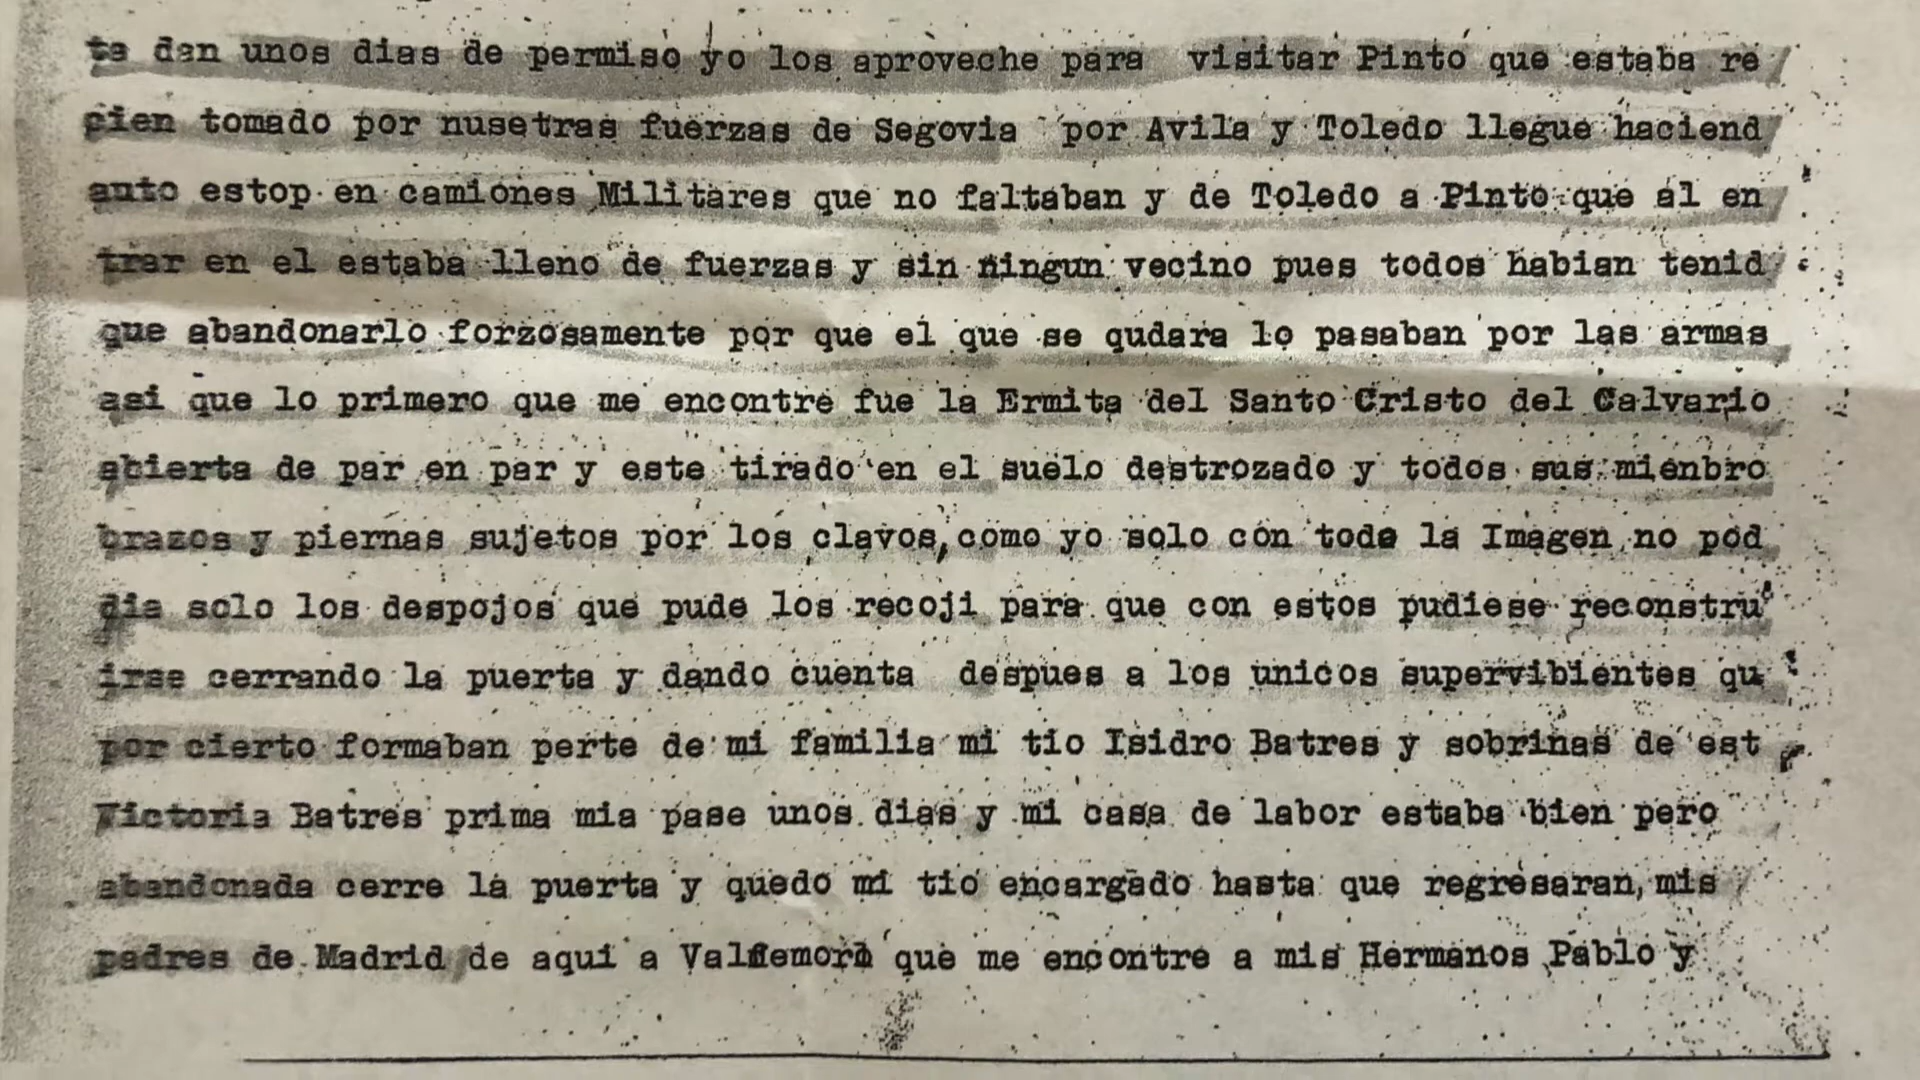 te dan unos dias de permiso yo los aproveche para visitar Pinto que estaba re
cien tomado por nusetras fuerzas de Segovia por Avila y Toledo llegue haciend
auto estop en camiones Militares que no faltaban y de Toledo a Pinto que al en
trar en el estaba lleno de fuerzas y sin ningun vecino pues todos habian tenid
que abandonarlo forzosamente por que el que se qudara lo pasaban por las armas
asi que lo primero que me encontre fue la Ermita del Santo Cristo del Calvario
abierta de par en par y este tirado en el suelo destrozado y todos sus mienbro
brazos y piernas sujetos por los clavos, como yo solo con toda la Imagen no pod
dia solo los despojos que pude los recoji para que con estos pudiese reconstru
irse cerrando la puerta y dando cuenta despues a los unicos supervibientes qu
por cierto formaban perte de mi familia mi tio Isidro Batres y sobrinas de est
Victoria Batres prima mia pase unos dias y mi casa de labor estaba bien pero
abandonada cerre la puerta y quedo mi tio encargado hasta que regresaran, mis
padres de Madrid de aqui a Valdemoro que me encontre a mis Hermanos Pablo y